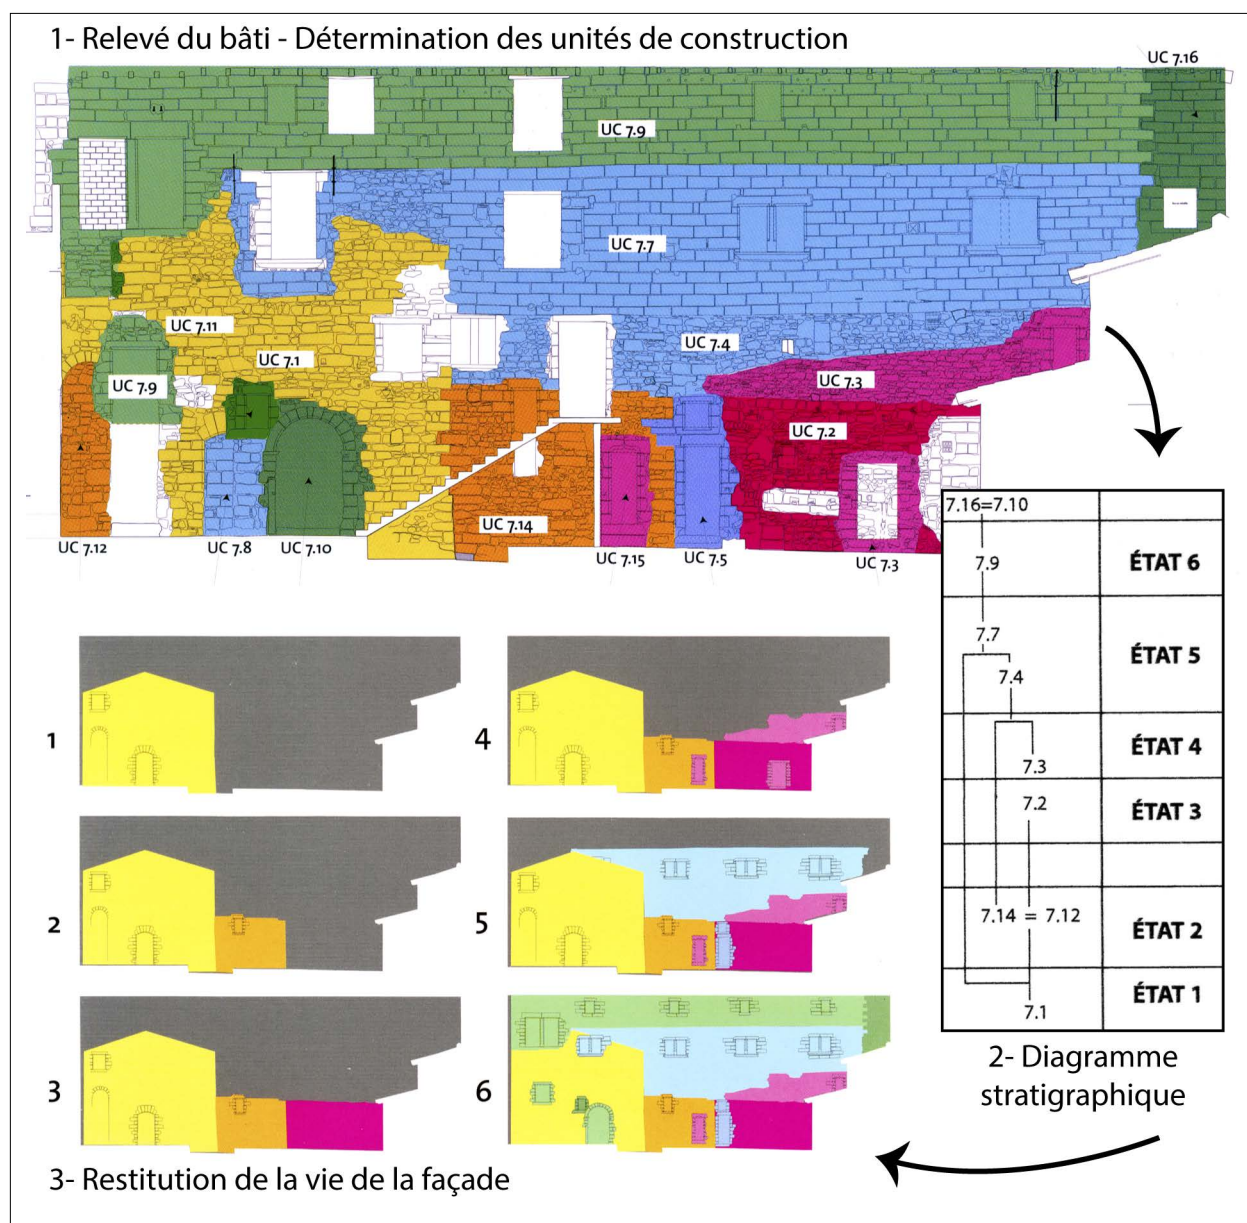 1- Relevé du bâti - Détermination des unités de construction
UC 7.16
UC 7.9
UC 7.7
UC 7.11
UC 7.4
UC 7.1
UC 7.9
UC 7.3
UC 7.2
UC 7.14
UC 7.12
UC 7.8
UC 7.10
UC 7.15
UC 7.5
UC 7.3
7.16=7.10
7.9
ÉTAT 6
7.7
7.4
ÉTAT 5
7.3
ÉTAT 4
7.2
ÉTAT 3
7.14 = 7.12
ÉTAT 2
7.1
ÉTAT 1
2- Diagramme
stratigraphique
1
4
2
5
3
6
3- Restitution de la vie de la façade